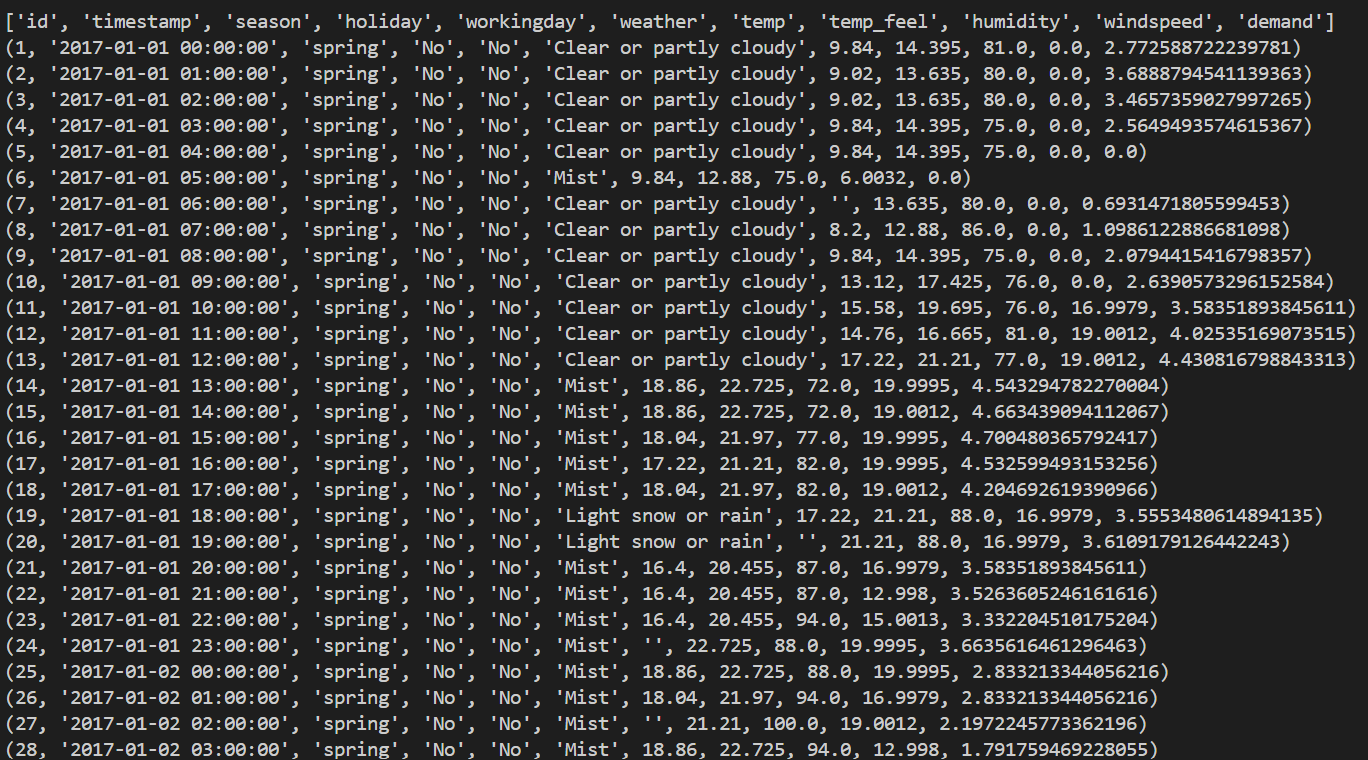 ['id', 'timestamp', 'season', 'holiday', 'workingday', 'weather', 'temp', 'temp_feel', 'humidity', 'windspeed', 'demand']
(1, '2017-01-01 00:00:00', 'spring', 'No', 'No', 'Clear or partly cloudy', 9.84, 14.395, 81.0, 0.0, 2.772588722239781)
(2, '2017-01-01 01:00:00', 'spring', 'No', 'No', 'Clear or partly cloudy', 9.02, 13.635, 80.0, 0.0, 3.6888794541139363)
(3, '2017-01-01 02:00:00', 'spring', 'No', 'No', 'Clear or partly cloudy', 9.02, 13.635, 80.0, 0.0, 3.4657359027997265)
(4, '2017-01-01 03:00:00', 'spring', 'No', 'No', 'Clear or partly cloudy', 9.84, 14.395, 75.0, 0.0, 2.5649493574615367)
(5, '2017-01-01 04:00:00', 'spring', 'No', 'No', 'Clear or partly cloudy', 9.84, 14.395, 75.0, 0.0, 0.0)
(6, '2017-01-01 05:00:00', 'spring', 'No', 'No', 'Mist', 9.84, 12.88, 75.0, 6.0032, 0.0)
(7, '2017-01-01 06:00:00', 'spring', 'No', 'No', 'Clear or partly cloudy', '', 13.635, 80.0, 0.0, 0.6931471805599453)
(8, '2017-01-01 07:00:00', 'spring', 'No', 'No', 'Clear or partly cloudy', 8.2, 12.88, 86.0, 0.0, 1.0986122886681098)
(9, '2017-01-01 08:00:00', 'spring', 'No', 'No', 'Clear or partly cloudy', 9.84, 14.395, 75.0, 0.0, 2.0794415416798357)
(10, '2017-01-01 09:00:00', 'spring', 'No', 'No', 'Clear or partly cloudy', 13.12, 17.425, 76.0, 0.0, 2.6390573296152584)
(11, '2017-01-01 10:00:00', 'spring', 'No', 'No', 'Clear or partly cloudy', 15.58, 19.695, 76.0, 16.9979, 3.58351893845611)
(12, '2017-01-01 11:00:00', 'spring', 'No', 'No', 'Clear or partly cloudy', 14.76, 16.665, 81.0, 19.0012, 4.02535169073515)
(13, '2017-01-01 12:00:00', 'spring', 'No', 'No', 'Clear or partly cloudy', 17.22, 21.21, 77.0, 19.0012, 4.430816798843313)
(14, '2017-01-01 13:00:00', 'spring', 'No', 'No', 'Mist', 18.86, 22.725, 72.0, 19.9995, 4.543294782270004)
(15, '2017-01-01 14:00:00', 'spring', 'No', 'No', 'Mist', 18.86, 22.725, 72.0, 19.0012, 4.663439094112067)
(16, '2017-01-01 15:00:00', 'spring', 'No', 'No', 'Mist', 18.04, 21.97, 77.0, 19.9995, 4.700480365792417)
(17, '2017-01-01 16:00:00', 'spring', 'No', 'No', 'Mist', 17.22, 21.21, 82.0, 19.9995, 4.532599493153256)
(18, '2017-01-01 17:00:00', 'spring', 'No', 'No', 'Mist', 18.04, 21.97, 82.0, 19.0012, 4.204692619390966)
(19, '2017-01-01 18:00:00', 'spring', 'No', 'No', 'Light snow or rain', 17.22, 21.21, 88.0, 16.9979, 3.5553480614894135)
(20, '2017-01-01 19:00:00', 'spring', 'No', 'No', 'Light snow or rain', '', 21.21, 88.0, 16.9979, 3.6109179126442243)
(21, '2017-01-01 20:00:00', 'spring', 'No', 'No', 'Mist', 16.4, 20.455, 87.0, 16.9979, 3.58351893845611)
(22, '2017-01-01 21:00:00', 'spring', 'No', 'No', 'Mist', 16.4, 20.455, 87.0, 12.998, 3.5263605246161616)
(23, '2017-01-01 22:00:00', 'spring', 'No', 'No', 'Mist', 16.4, 20.455, 94.0, 15.0013, 3.332204510175204)
(24, '2017-01-01 23:00:00', 'spring', 'No', 'No', 'Mist', '', 22.725, 88.0, 19.9995, 3.6635616461296463)
(25, '2017-01-02 00:00:00', 'spring', 'No', 'No', 'Mist', 18.86, 22.725, 88.0, 19.9995, 2.833213344056216)
(26, '2017-01-02 01:00:00', 'spring', 'No', 'No', 'Mist', 18.04, 21.97, 94.0, 16.9979, 2.833213344056216)
(27, '2017-01-02 02:00:00', 'spring', 'No', 'No', 'Mist', '', 21.21, 100.0, 19.0012, 2.1972245773362196)
(28, '2017-01-02 03:00:00', 'spring', 'No', 'No', 'Mist', 18.86, 22.725, 94.0, 12.998, 1.791759469228055)